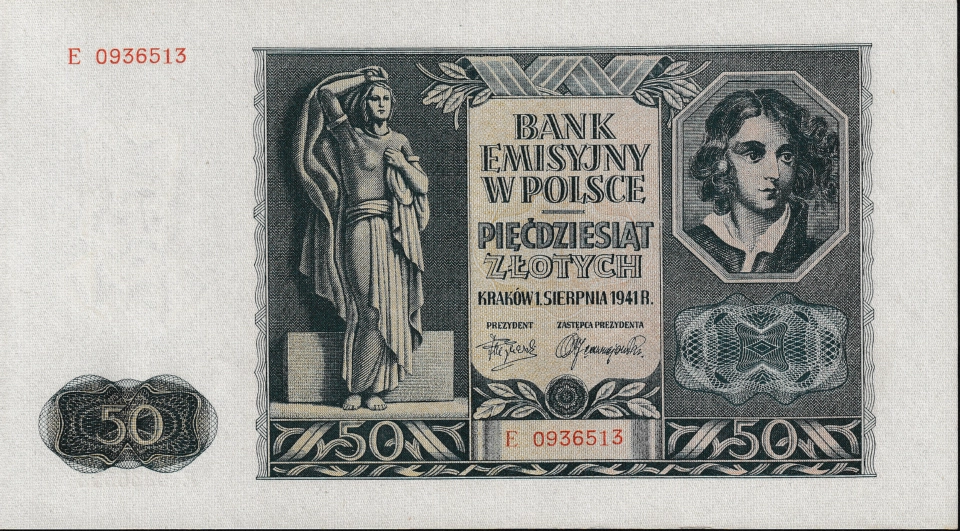 E 0936513
BANK
EMISYJNY
W POLSCE
PIĘĆDZIESIĄT
ZŁOTYCH
KRAKÓW 1. SIERPNIA 1941 R.
PREZYDENT ZASTĘPCA PREZYDENTA
50
50 E 0936513 50